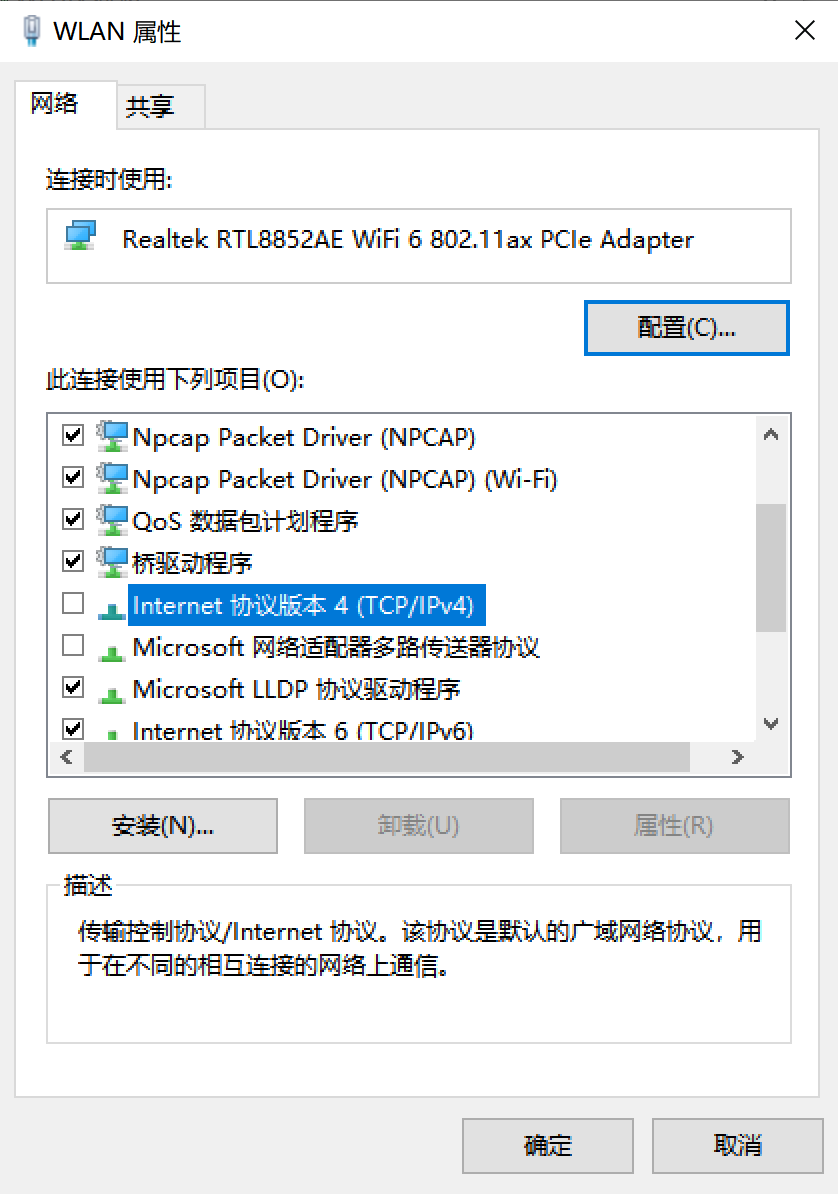 WLAN 属性
网络
共享
连接时使用:
Realtek RTL8852AE WiFi 6 802.11ax PCIe Adapter
配置(C)...
此连接使用下列项目(O):
Npcap Packet Driver (NPCAP)
Npcap Packet Driver (NPCAP) (Wi-Fi)
QoS 数据包计划程序
桥驱动程序
Internet 协议版本 4 (TCP/IPv4)
Microsoft 网络适配器多路传送器协议
Microsoft LLDP 协议驱动程序
Internet 协议版本 6 (TCP/IPv6)
安装(N)...
卸载(U)
属性(R)
描述
传输控制协议/Internet 协议。该协议是默认的广域网络协议，用
于在不同的相互连接的网络上通信。
确定
取消